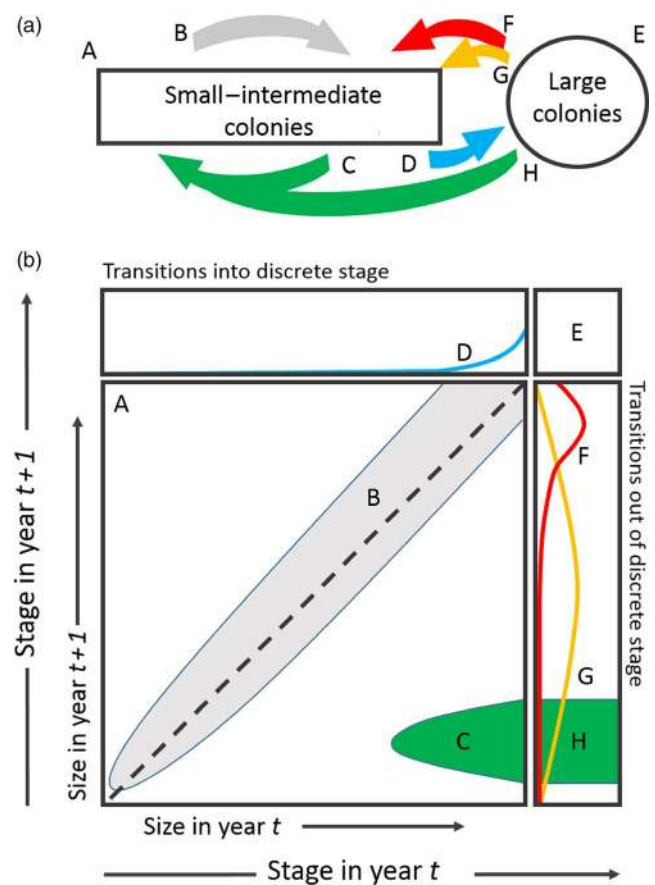 (a)
A
B
F
E
G
Small–intermediate
colonies
Large
colonies
C
D
H
(b)
Transitions into discrete stage
D
E
A
B
F
G
C
H
Transitions out of discrete stage
Stage in year t+1
Size in year t+1
Size in year t
Stage in year t